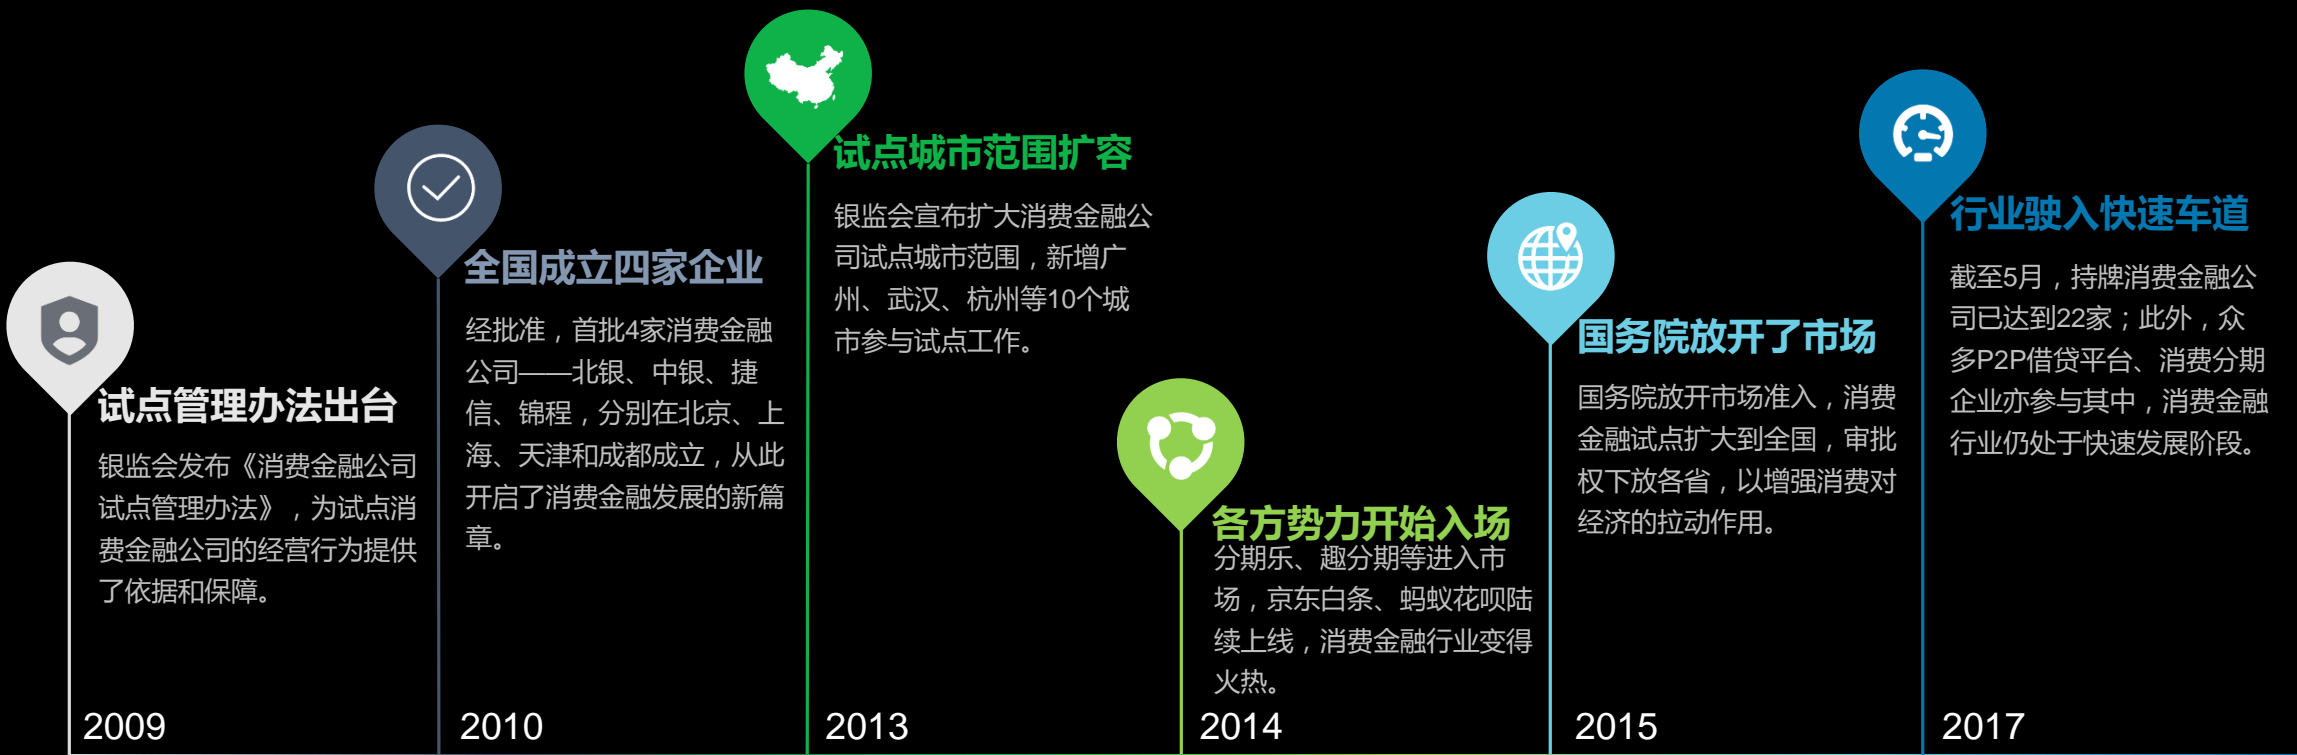 试点管理办法出台
银监会发布《消费金融公司
试点管理办法》，为试点消
费金融公司的经营行为提供
了依据和保障。
2009
全国成立四家企业
经批准，首批4家消费金融
公司——北银、中银、捷
信、锦程，分别在北京、上
海、天津和成都成立，从此
开启了消费金融发展的新篇
章。
2010
试点城市范围扩容
银监会宣布扩大消费金融公
司试点城市范围，新增广
州、武汉、杭州等10个城
市参与试点工作。
2013
各方势力开始入场
分期乐、趣分期等进入市
场，京东白条、蚂蚁花呗陆
续上线，消费金融行业变得
火热。
2014
国务院放开了市场
国务院放开市场准入，消费
金融试点扩大到全国，审批
权下放各省，以增强消费对
经济的拉动作用。
2015
行业驶入快速车道
截至5月，持牌消费金融公
司已达到22家；此外，众
多P2P借贷平台、消费分期
企业亦参与其中，消费金融
行业仍处于快速发展阶段。
2017